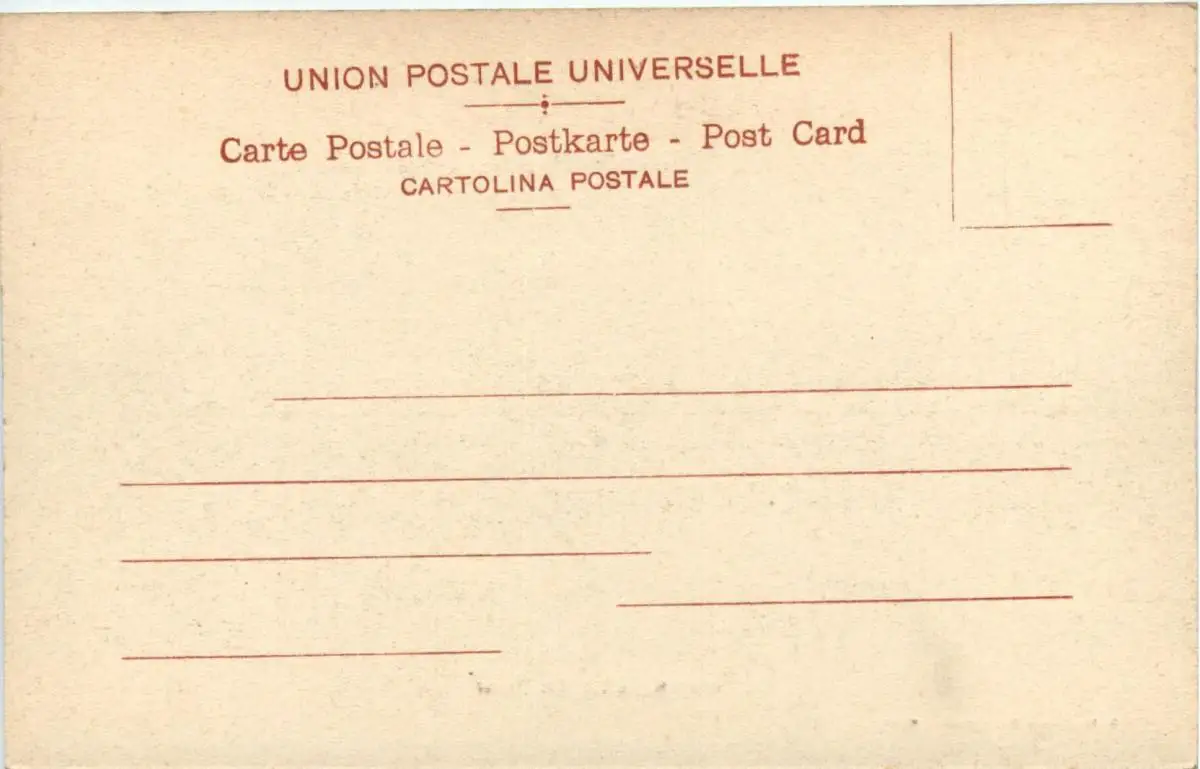 UNION POSTALE UNIVERSELLE
Carte Postale - Postkarte - Post Card
CARTOLINA POSTALE